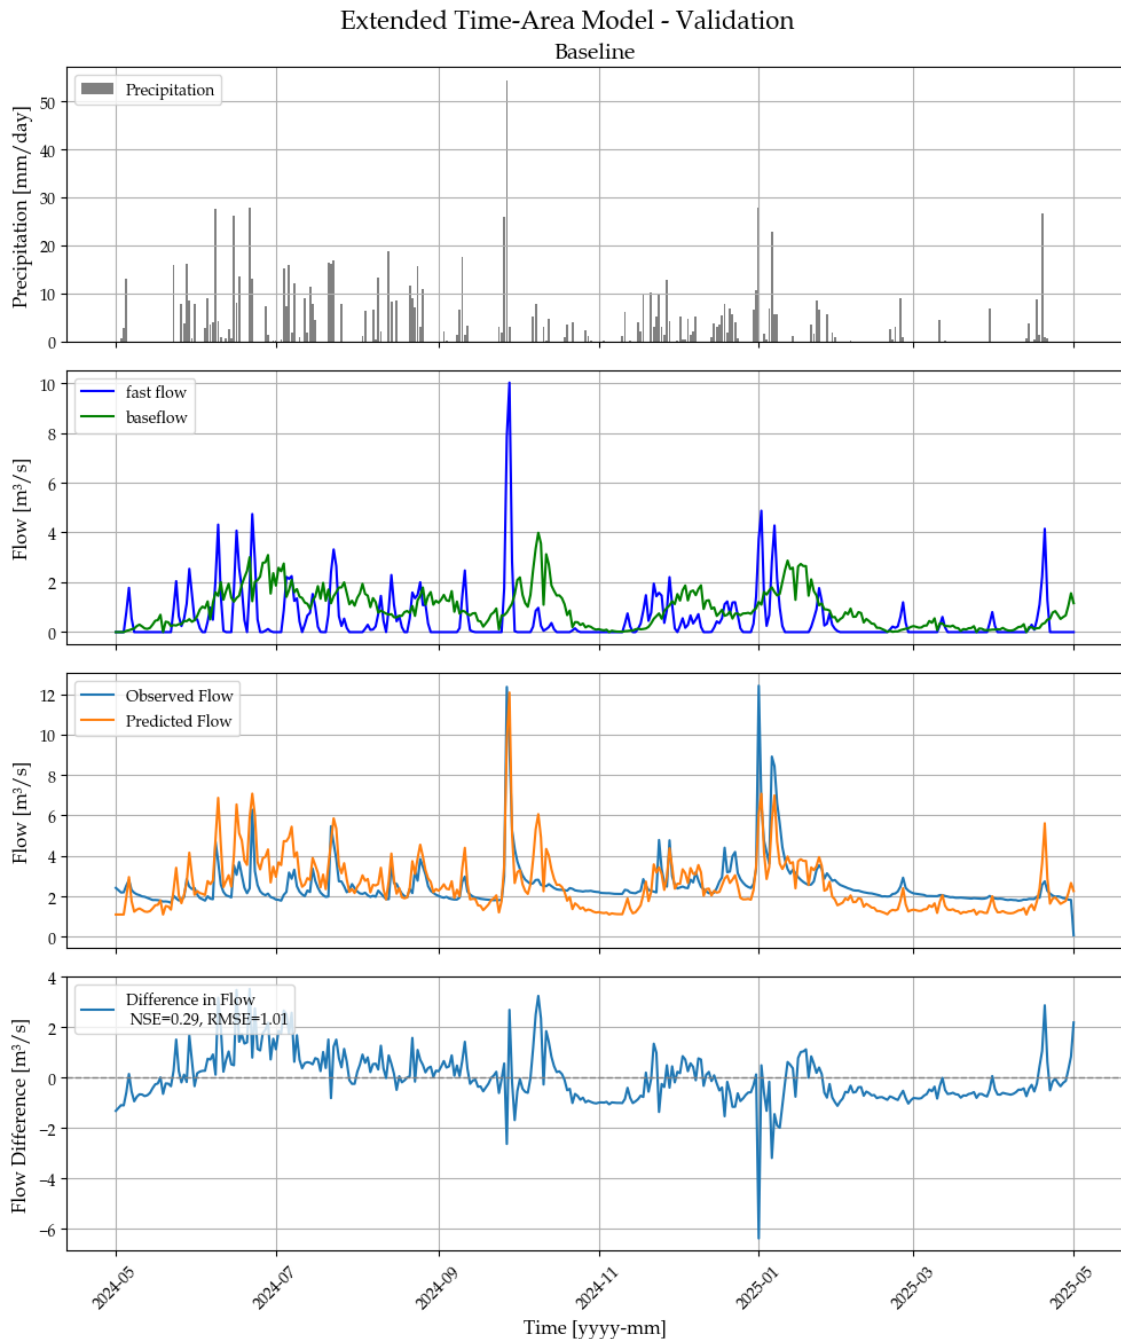 Extended Time-Area Model - Validation
Baseline
Precipitation
Precipitation [mm/day]
50
40
30
20
10
0
fast flow
baseflow
Flow [m³/s]
10
8
6
4
2
0
Observed Flow
Predicted Flow
Flow [m³/s]
12
10
8
6
4
2
0
Difference in Flow
NSE=0.29, RMSE=1.01
Flow Difference [m³/s]
4
2
0
−2
−4
−6
2024-05
2024-07
2024-09
2024-11
2025-01
2025-03
2025-05
Time [yyyy-mm]